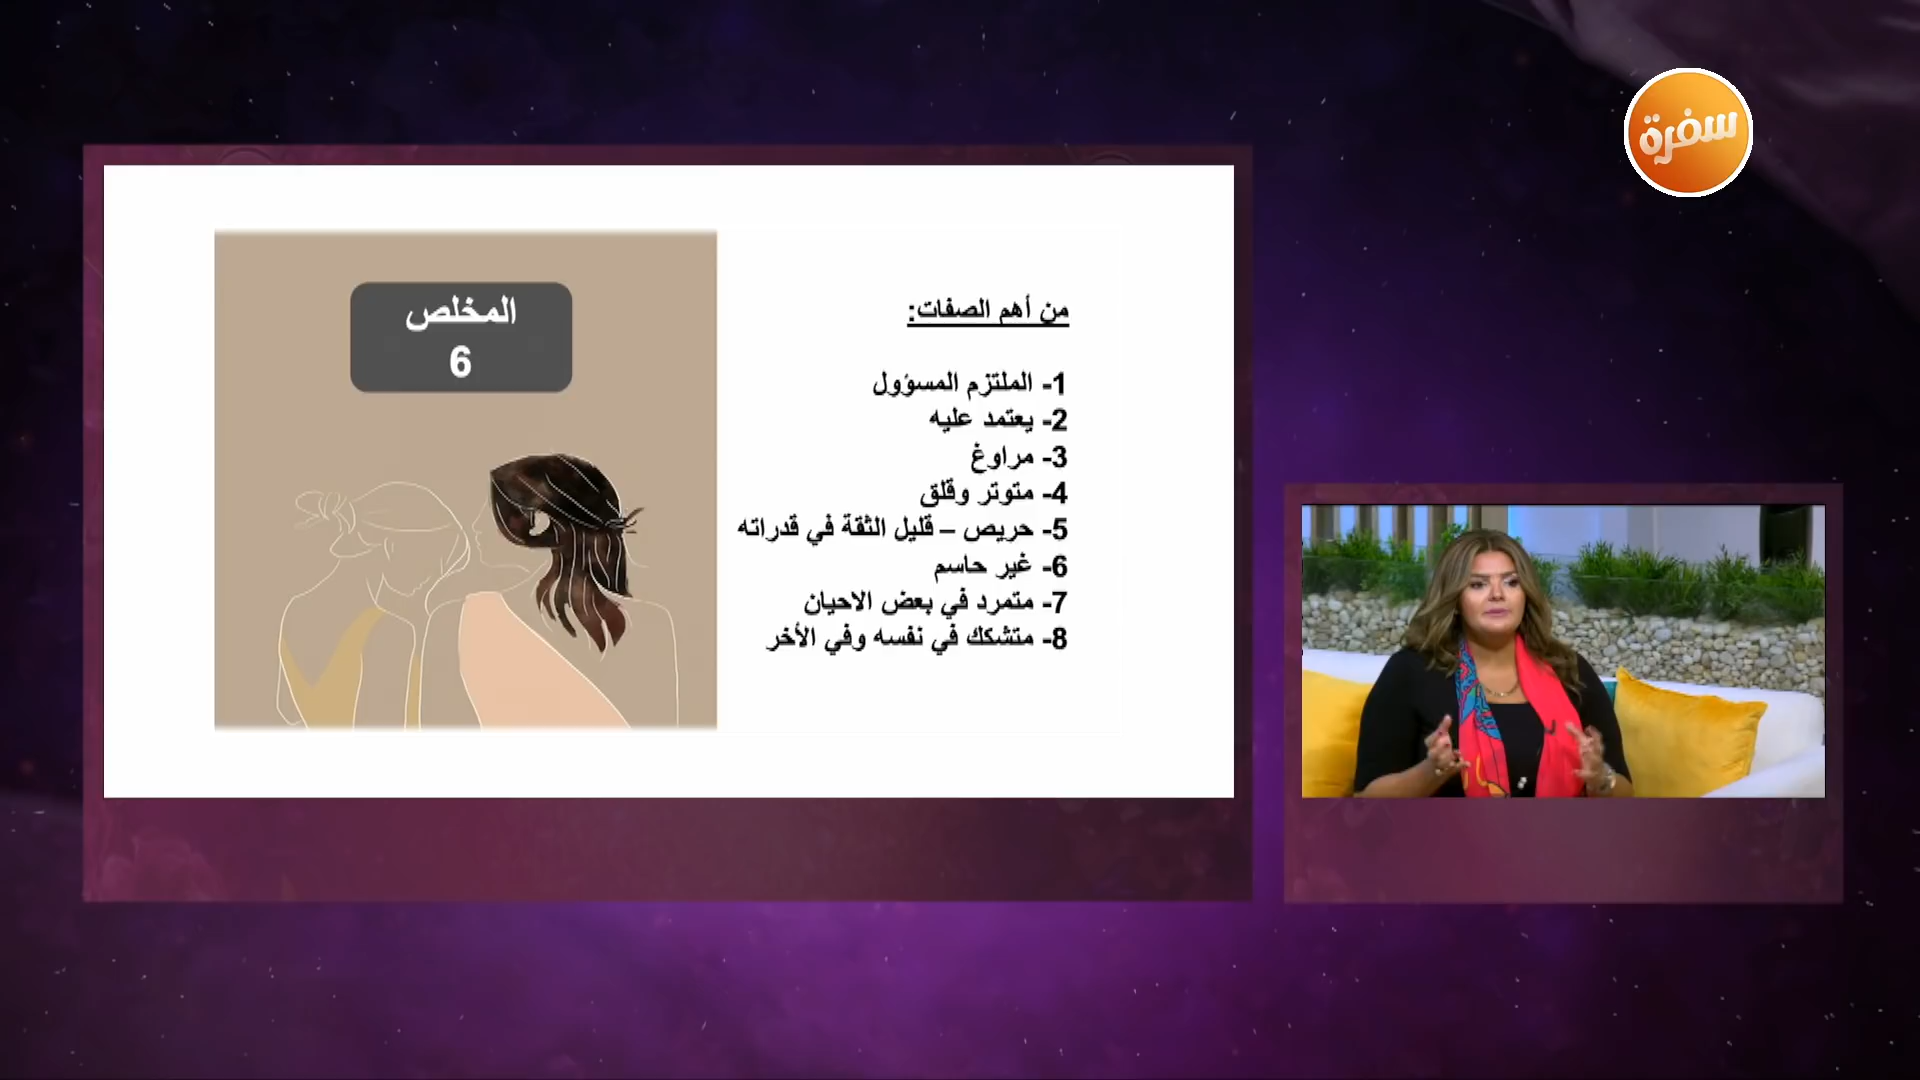 سفرة
المخلص
6
من أهم الصفات:
1- الملتزم المسؤول
2- يعتمد عليه
3- مراوغ
4- متوتر وقلق
5- حريص – قليل الثقة في قدراته
6- غير حاسم
7- متمرد في بعض الاحيان
8- متشكك في نفسه وفي الأخر